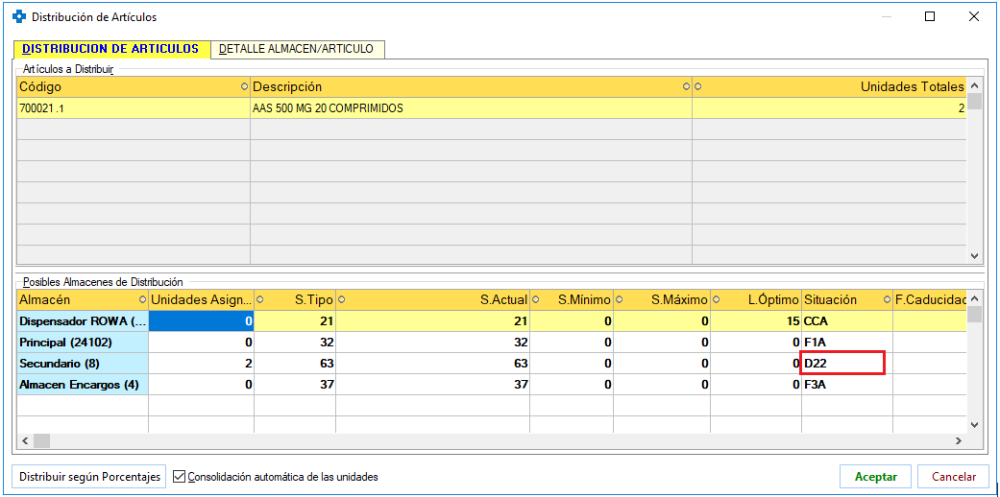 Distribución de Artículos
DISTRIBUCION DE ARTICULOS DETALLE ALMACEN/ARTICULO
Artículos a Distribuir
Código Descripción Unidades Totales
700021.1 AAS 500 MG 20 COMPRIMIDOS 2
Posibles Almacenes de Distribución
Almacén Unidades Asign... S.Tipo S.Actual S.Mínimo S.Máximo L.Óptimo Situación F.Caducidad
Dispensador ROWA (... 0 21 21 0 0 15 CCA
Principal (24102) 0 32 32 0 0 0 F1A
Secundario (8) 2 63 63 0 0 0 D22
Almacen Encargos (4) 0 37 37 0 0 0 F3A
Distribuir según Porcentajes Consolidación automática de las unidades Aceptar Cancelar